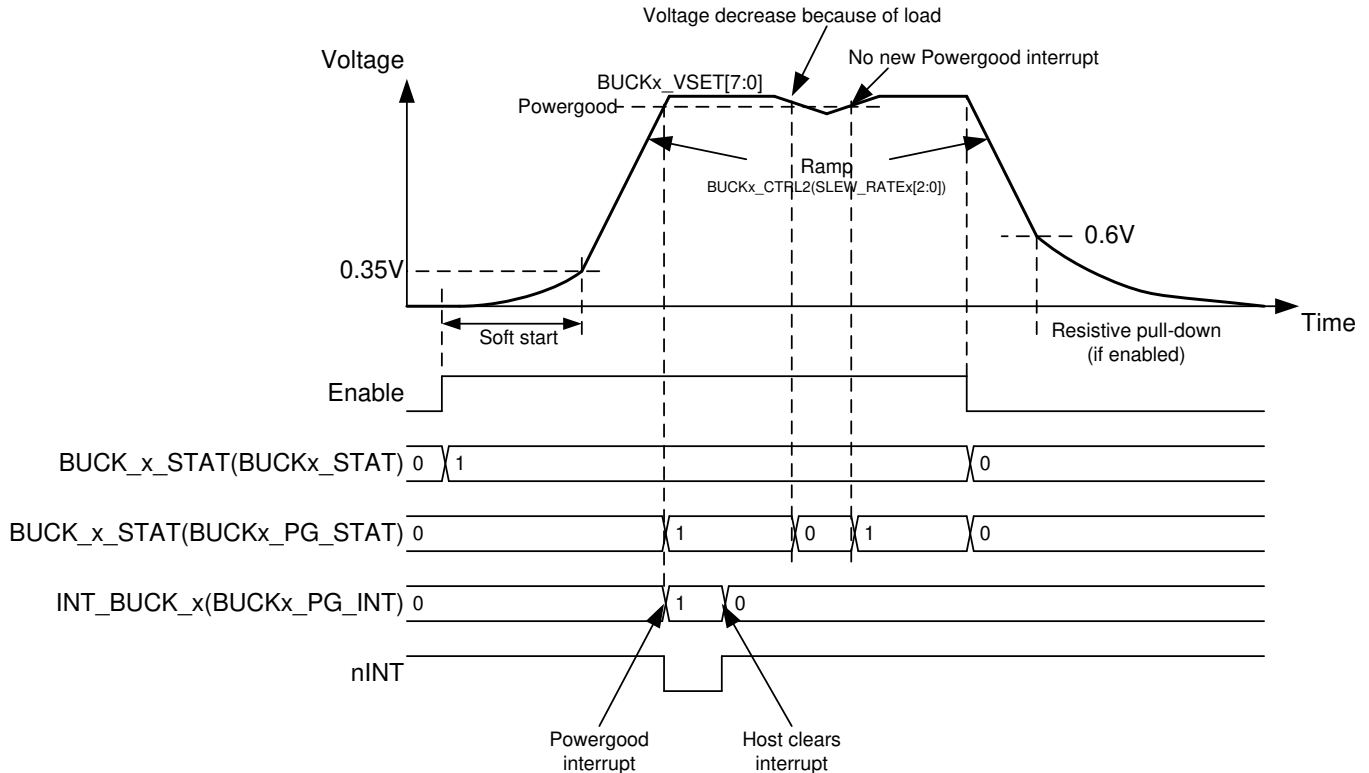 Voltage decrease because of load
Voltage
No new Powergood interrupt
BUCKx_VSET[7:0]
Powergood
Ramp
BUCKx_CTRL2(SLEW_RATEx[2:0])
0.6V
0.35V
Time
Soft start
Resistive pull-down
(if enabled)
Enable
BUCK_x_STAT(BUCKx_STAT) 0 1 0
BUCK_x_STAT(BUCKx_PG_STAT) 0 1 0 1 0
INT_BUCK_x(BUCKx_PG_INT) 0 1 0
nINT
Powergood
interrupt
Host clears
interrupt